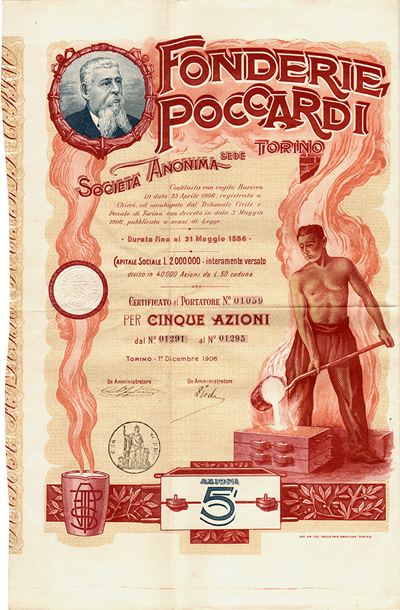 FONDERIE
POCCARDI
TORINO
SOCIETÀ ANONIMA SEDE
Costituita con rogito Barisco
in data 23 Aprile 1906, registrato a
Chieri, ed omologato dal Tribunale Civile e
Penale di Torino con decreto in data 3 Maggio
1906, pubblicato a sensi di Legge.
Durata fino al 31 Maggio 1956
CAPITALE SOCIALE L. 2.000.000 - interamente versato
diviso in 40000 Azioni da L. 50 caduna
CERTIFICATO al PORTATORE N° 01059
PER CINQUE AZIONI
dal N° 01291 al N° 01295
TORINO - 1° Dicembre 1906
Un Amministratore Un Amministratore
AZIONI
5